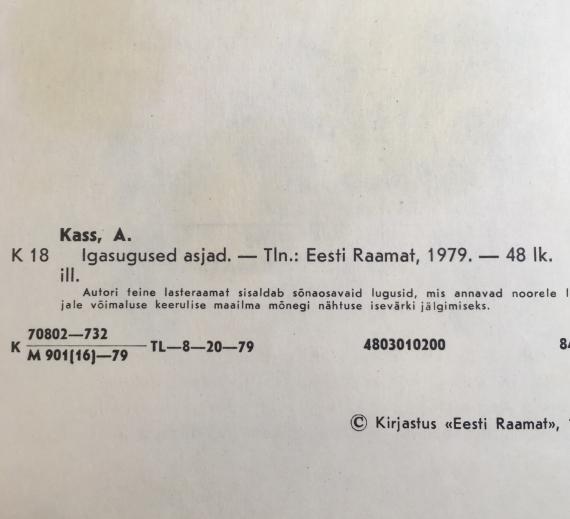 Kass, A.
K 18 Igasugused asjad. — Tln.: Eesti Raamat, 1979. — 48 lk.
ill.
Autori teine lasteraamat sisaldab sõnaosavaid lugusid, mis annavad noorele
jale võimaluse keerulise maailma mõnegi nähtuse isevärki jälgimiseks.
70802—732
K M 901(16)—79 TL—8—20—79 4803010200
© Kirjastus «Eesti Raamat»,